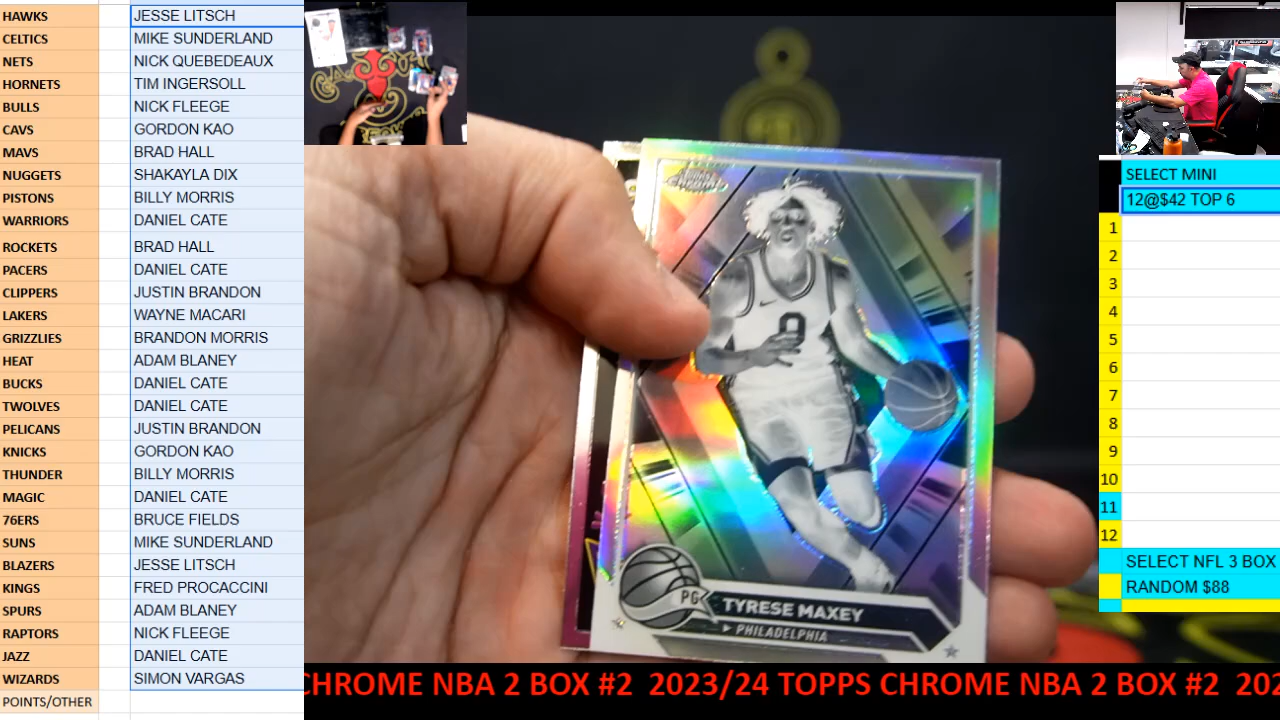 HAWKS JESSE LITSCH
CELTICS MIKE SUNDERLAND
NETS NICK QUEBEDEAUX
HORNETS TIM INGERSOLL
BULLS NICK FLEEGE
CAVS GORDON KAO
MAVS BRAD HALL
NUGGETS SHAKAYLA DIX
PISTONS BILLY MORRIS
WARRIORS DANIEL CATE
ROCKETS BRAD HALL
PACERS DANIEL CATE
CLIPPERS JUSTIN BRANDON
LAKERS WAYNE MACARI
GRIZZLIES BRANDON MORRIS
HEAT ADAM BLANEY
BUCKS DANIEL CATE
TWOLVES DANIEL CATE
PELICANS JUSTIN BRANDON
KNICKS GORDON KAO
THUNDER BILLY MORRIS
MAGIC DANIEL CATE
76ERS BRUCE FIELDS
SUNS MIKE SUNDERLAND
BLAZERS JESSE LITSCH
KINGS FRED PROCACCINI
SPURS ADAM BLANEY
RAPTORS NICK FLEEGE
JAZZ DANIEL CATE
WIZARDS SIMON VARGAS
POINTS/OTHER
0
PG
TYRESE MAXEY
PHILADELPHIA
SELECT MINI
12@$42 TOP 6
1
2
3
4
5
6
7
8
9
10
11
12
SELECT NFL 3 BOX
RANDOM $88
CHROME NBA 2 BOX #2 2023/24 TOPPS CHROME NBA 2 BOX #2 202